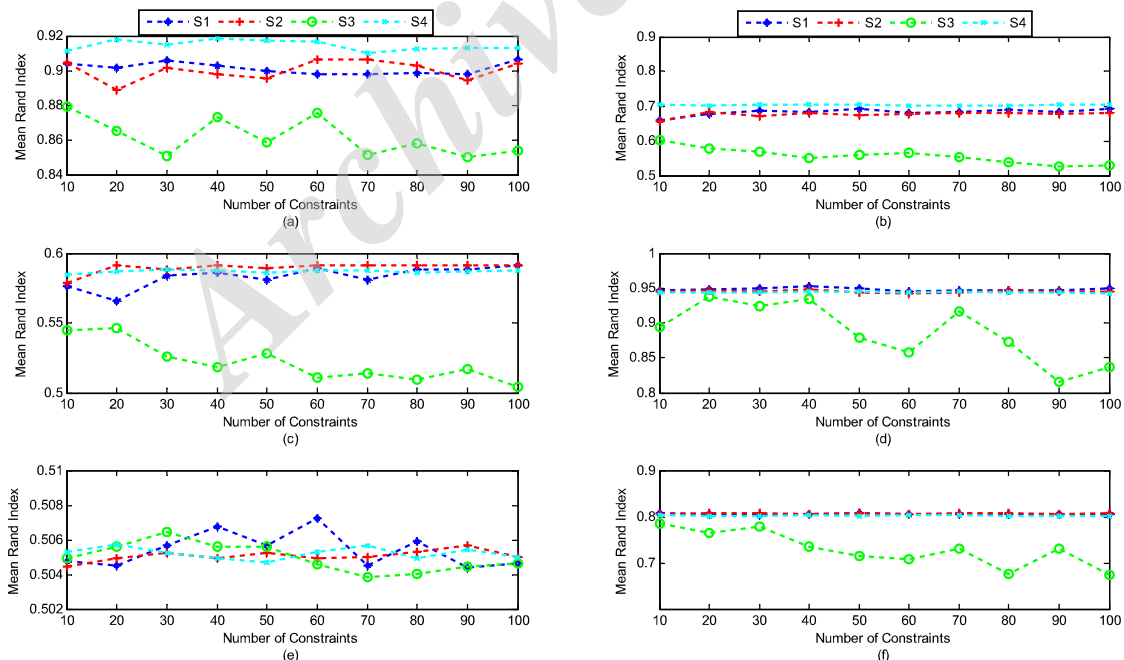 S1 S2 S3 S4
0.92
0.9
0.88
0.86
0.84
Mean Rand Index
10 20 30 40 50 60 70 80 90 100
Number of Constraints
(a)
S1 S2 S3 S4
0.9
0.8
0.7
0.6
0.5
Mean Rand Index
10 20 30 40 50 60 70 80 90 100
Number of Constraints
(b)
0.6
0.55
0.5
Mean Rand Index
10 20 30 40 50 60 70 80 90 100
Number of Constraints
(c)
1
0.95
0.9
0.85
0.8
Mean Rand Index
10 20 30 40 50 60 70 80 90 100
Number of Constraints
(d)
0.51
0.508
0.506
0.504
0.502
Mean Rand Index
10 20 30 40 50 60 70 80 90 100
Number of Constraints
(e)
0.9
0.8
0.7
Mean Rand Index
10 20 30 40 50 60 70 80 90 100
Number of Constraints
(f)
Archive